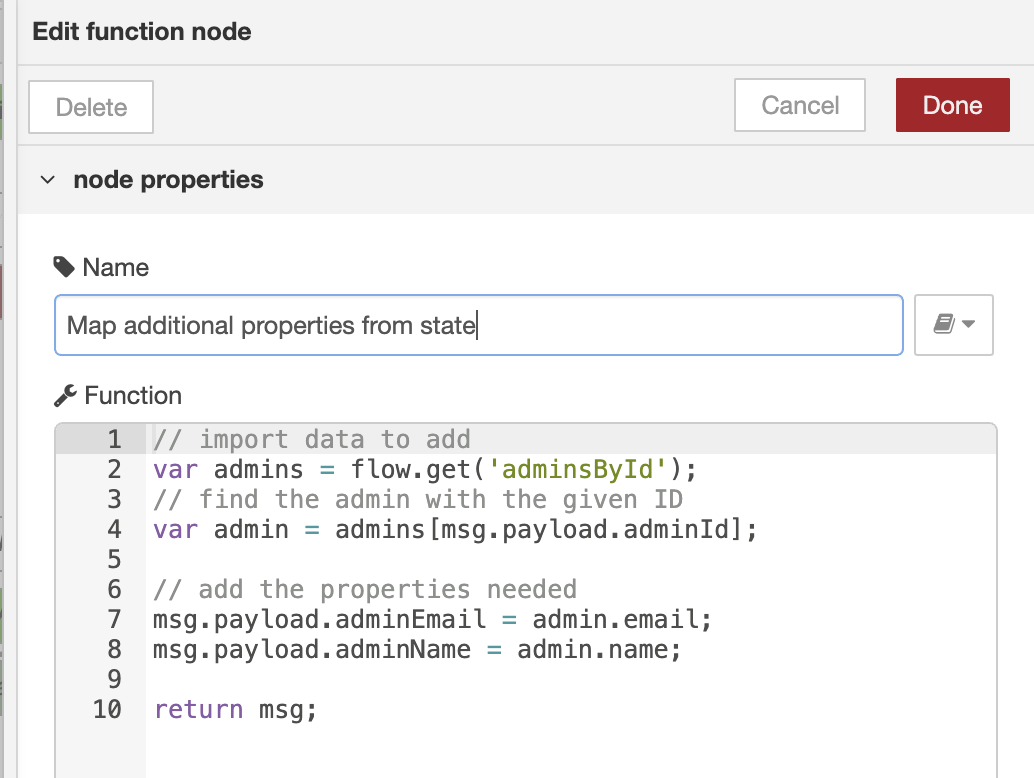 Edit function node
Delete
Cancel
Done
node properties
Name
Map additional properties from state
Function
1 // import data to add
2 var admins = flow.get('adminsById');
3 // find the admin with the given ID
4 var admin = admins[msg.payload.adminId];
5
6 // add the properties needed
7 msg.payload.adminEmail = admin.email;
8 msg.payload.adminName = admin.name;
9
10 return msg;